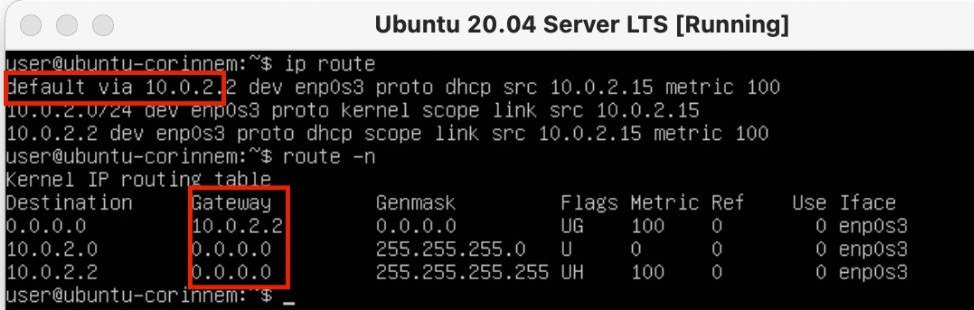 Ubuntu 20.04 Server LTS [Running]
user@ubuntu-corinnem:~$ ip route
default via 10.0.2.2 dev enp0s3 proto dhcp src 10.0.2.15 metric 100
10.0.2.0/24 dev enp0s3 proto kernel scope link src 10.0.2.15
10.0.2.2 dev enp0s3 proto dhcp scope link src 10.0.2.15 metric 100
user@ubuntu-corinnem:~$ route -n
Kernel IP routing table
Destination Gateway Genmask Flags Metric Ref Use Iface
0.0.0.0 10.0.2.2 0.0.0.0 UG 100 0 0 enp0s3
10.0.2.0 0.0.0.0 255.255.255.0 U 0 0 0 enp0s3
10.0.2.2 0.0.0.0 255.255.255.255 UH 100 0 0 enp0s3
user@ubuntu-corinnem:~$ _